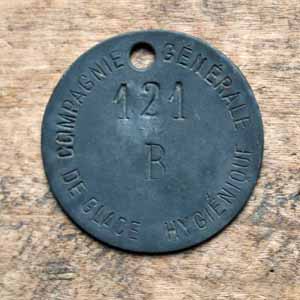 COMPAGNIE GÉNÉRALE
121
B
DE GLACE HYGIÉNIQUE